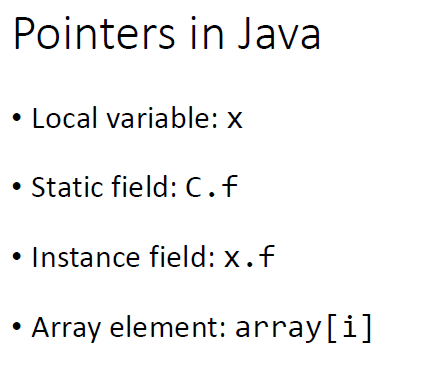 Pointers in Java
• Local variable: x
• Static field: C.f
• Instance field: x.f
• Array element: array[i]